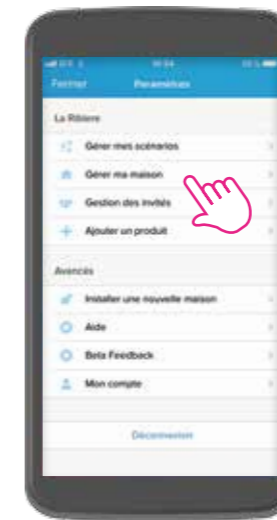 Fermer Paramètres
La Ribiere
Gérer mes scénarios
Gérer ma maison
Gestion des invités
Ajouter un produit
Avancés
Installer une nouvelle maison
Aide
Beta Feedback
Mon compte
Déconnexion